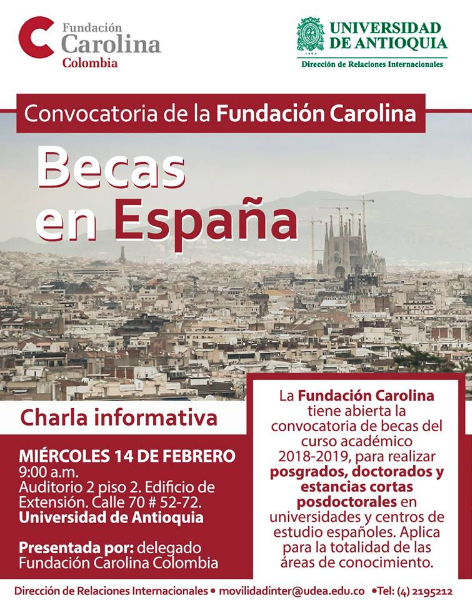 Fundación
Carolina
Colombia
UNIVERSIDAD
DE ANTIOQUIA
Dirección de Relaciones Internacionales
Convocatoria de la Fundación Carolina
Becas
en España
Charla informativa
MIÉRCOLES 14 DE FEBRERO
9:00 a.m.
Auditorio 2 piso 2. Edificio de
Extensión. Calle 70 # 52-72.
Universidad de Antioquia
Presentada por: delegado
Fundación Carolina Colombia
La Fundación Carolina
tiene abierta la
convocatoria de becas del
curso académico
2018-2019, para realizar
posgrados, doctorados y
estancias cortas
posdoctorales en
universidades y centros de
estudio españoles. Aplica
para la totalidad de las
áreas de conocimiento.
Dirección de Relaciones Internacionales • movilidadinter@udea.edu.co •Tel: (4) 2195212